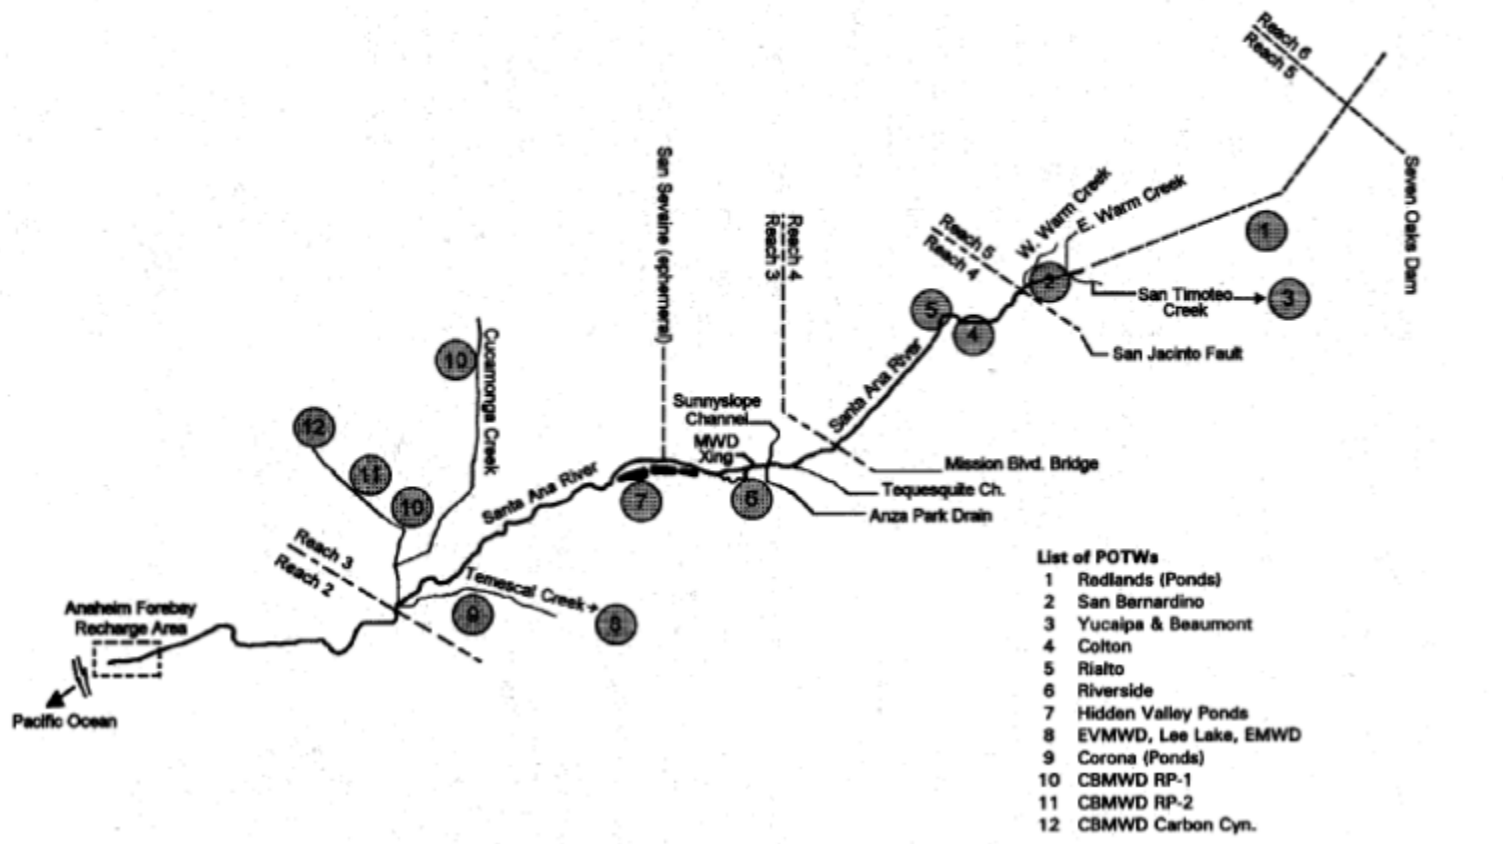 Reach 6
Reach 5
Seven Oaks Dam
San Sevaine (ephemeral)
Reach 4
Reach 3
Reach 5
Reach 4
W. Warm Creek
E. Warm Creek
1
2
San Timoteo
Creek
3
5
4
San Jacinto Fault
Santa Ana River
10
Cucamonga Creek
12
11
10
Sunnyslope
Channel
MWD
Xing
Mission Blvd. Bridge
Tequesquite Ch.
Anza Park Drain
6
7
Santa Ana River
Reach 3
Reach 2
Temescal Creek
9
8
Anaheim Forebay
Recharge Area
Pacific Ocean
List of POTWs
1 Redlands (Ponds)
2 San Bernardino
3 Yucaipa & Beaumont
4 Colton
5 Rialto
6 Riverside
7 Hidden Valley Ponds
8 EVMWD, Lee Lake, EMWD
9 Corona (Ponds)
10 CBMWD RP-1
11 CBMWD RP-2
12 CBMWD Carbon Cyn.